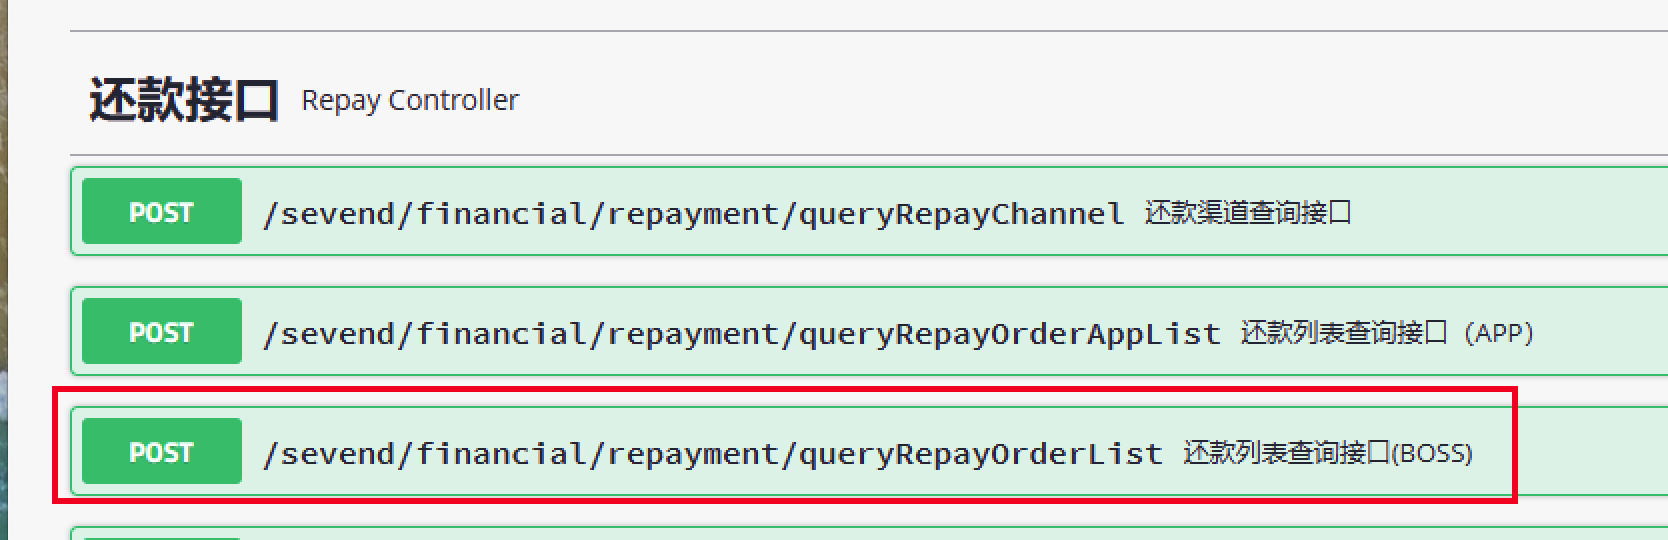 还款接口 Repay Controller
POST /sevend/financial/repayment/queryRepayChannel 还款渠道查询接口
POST /sevend/financial/repayment/queryRepayOrderAppList 还款列表查询接口（APP）
POST /sevend/financial/repayment/queryRepayOrderList 还款列表查询接口(BOSS)